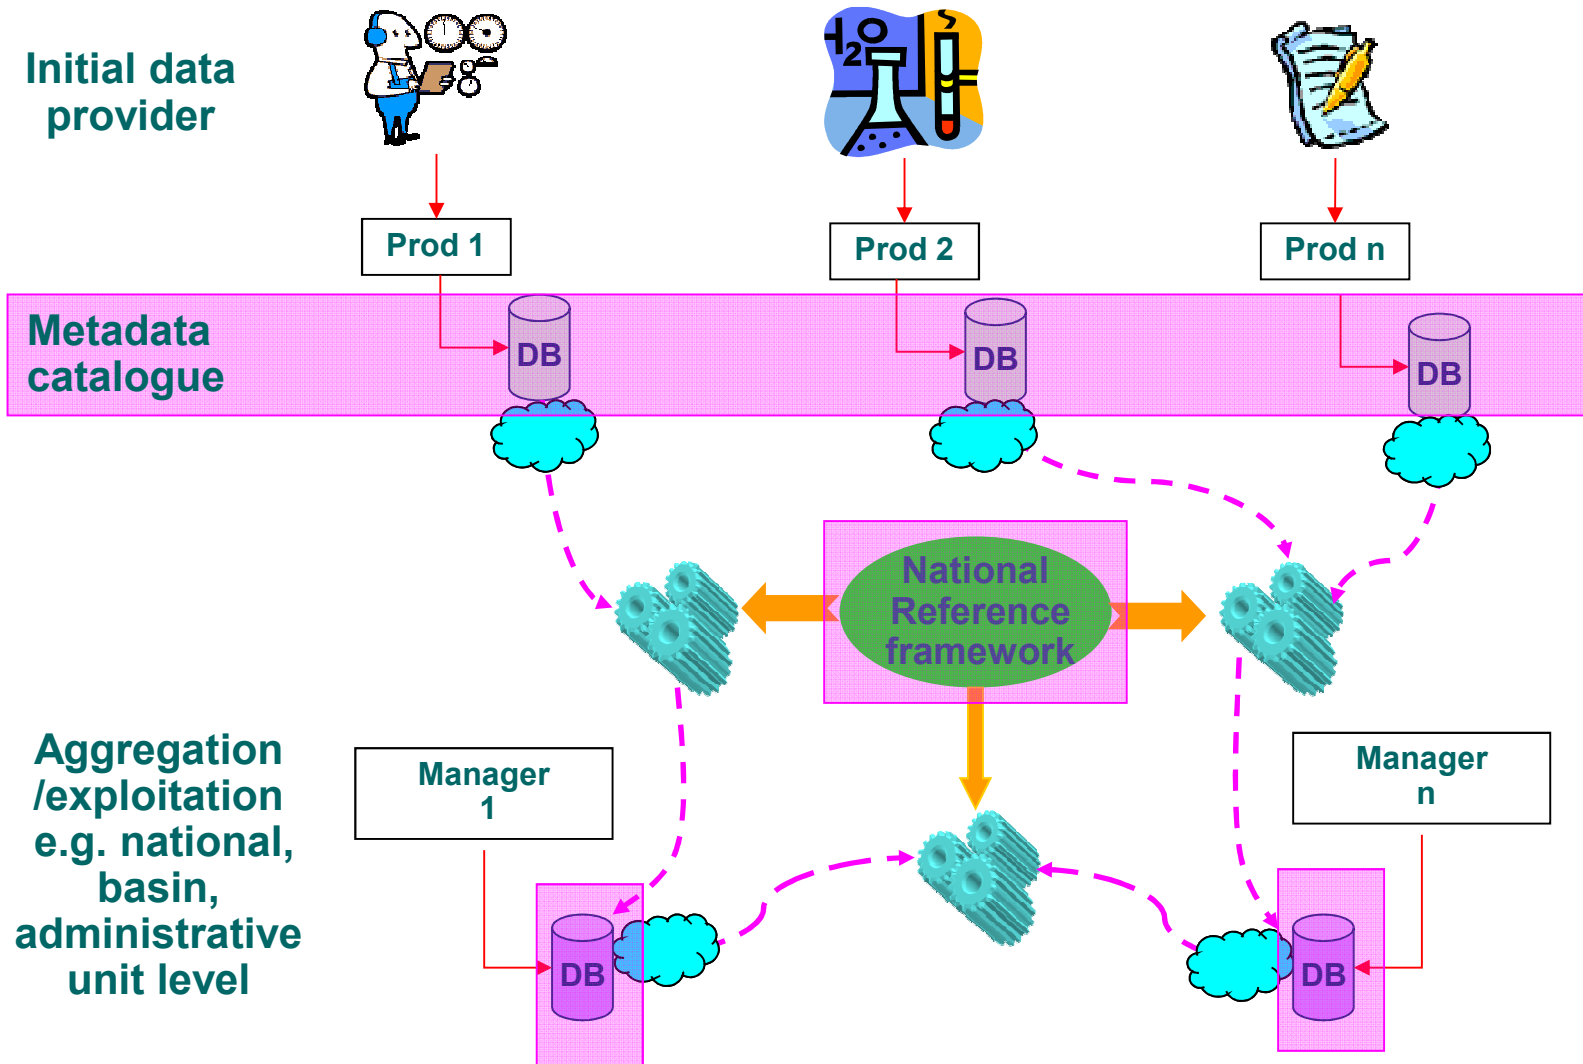 Initial data
provider
H2O
Prod 1
Prod 2
Prod n
Metadata
catalogue
DB
DB
DB
National
Reference
framework
Aggregation
/exploitation
e.g. national,
basin,
administrative
unit level
Manager
1
Manager
n
DB
DB